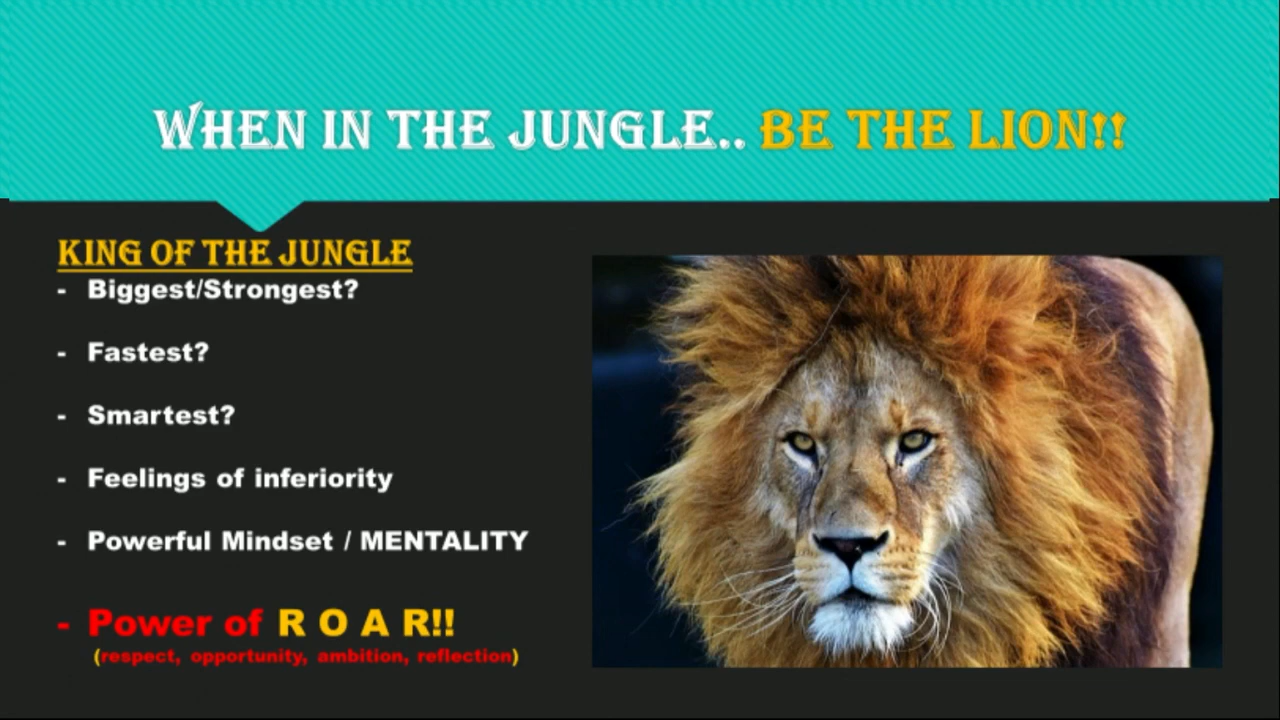 WHEN IN THE JUNGLE.. BE THE LION!!
KING OF THE JUNGLE
- Biggest/Strongest?
- Fastest?
- Smartest?
- Feelings of inferiority
- Powerful Mindset / MENTALITY
- Power of R O A R!!
(respect, opportunity, ambition, reflection)